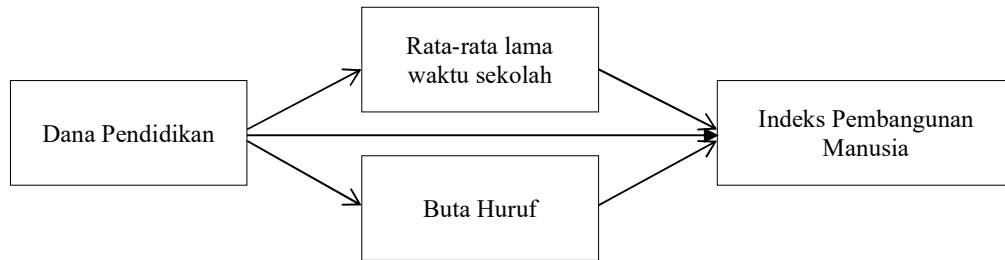 Rata-rata lama
waktu sekolah
Dana Pendidikan
Indeks Pembangunan
Manusia
Buta Huruf